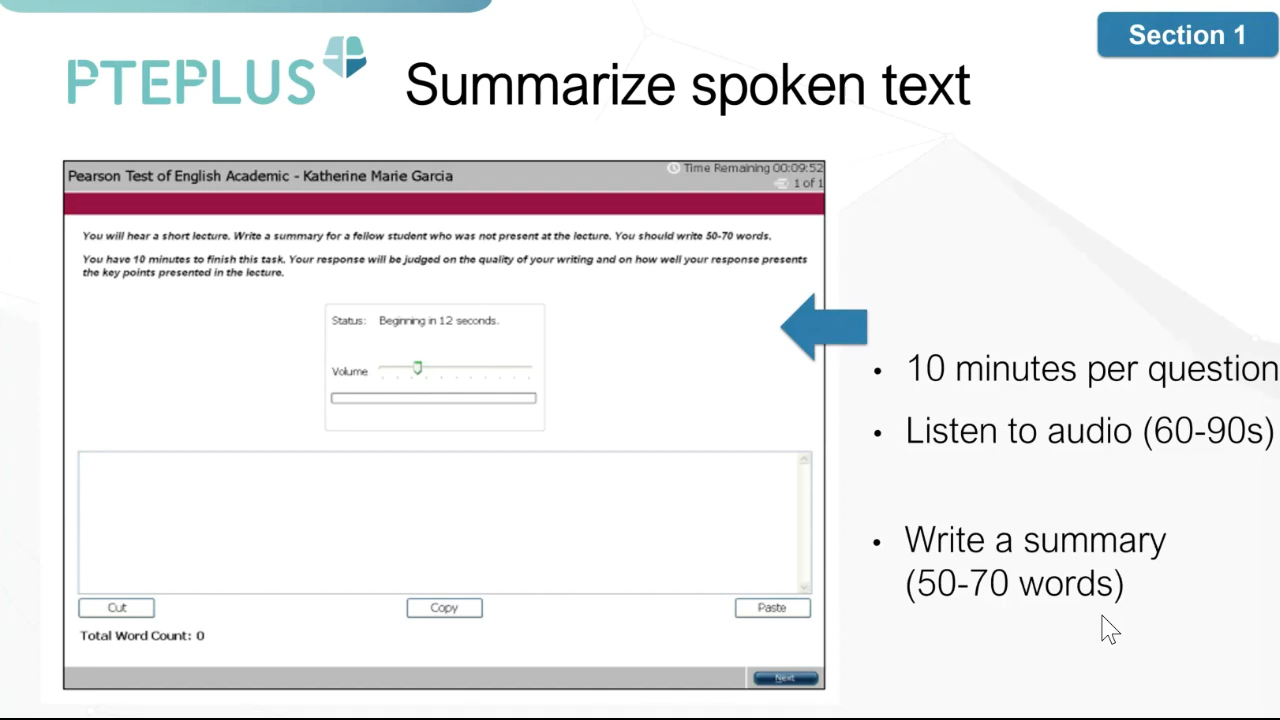 Section 1
PTEPLUS
Summarize spoken text
Pearson Test of English Academic - Katherine Marie Garcia
Time Remaining 00:09:52
1 of 1
You will hear a short lecture. Write a summary for a fellow student who was not present at the lecture. You should write 50-70 words.
You have 10 minutes to finish this task. Your response will be judged on the quality of your writing and on how well your response presents
the key points presented in the lecture.
Status: Beginning in 12 seconds.
Volume
Cut
Copy
Paste
Total Word Count: 0
Next
• 10 minutes per question
• Listen to audio (60-90s)
• Write a summary
(50-70 words)